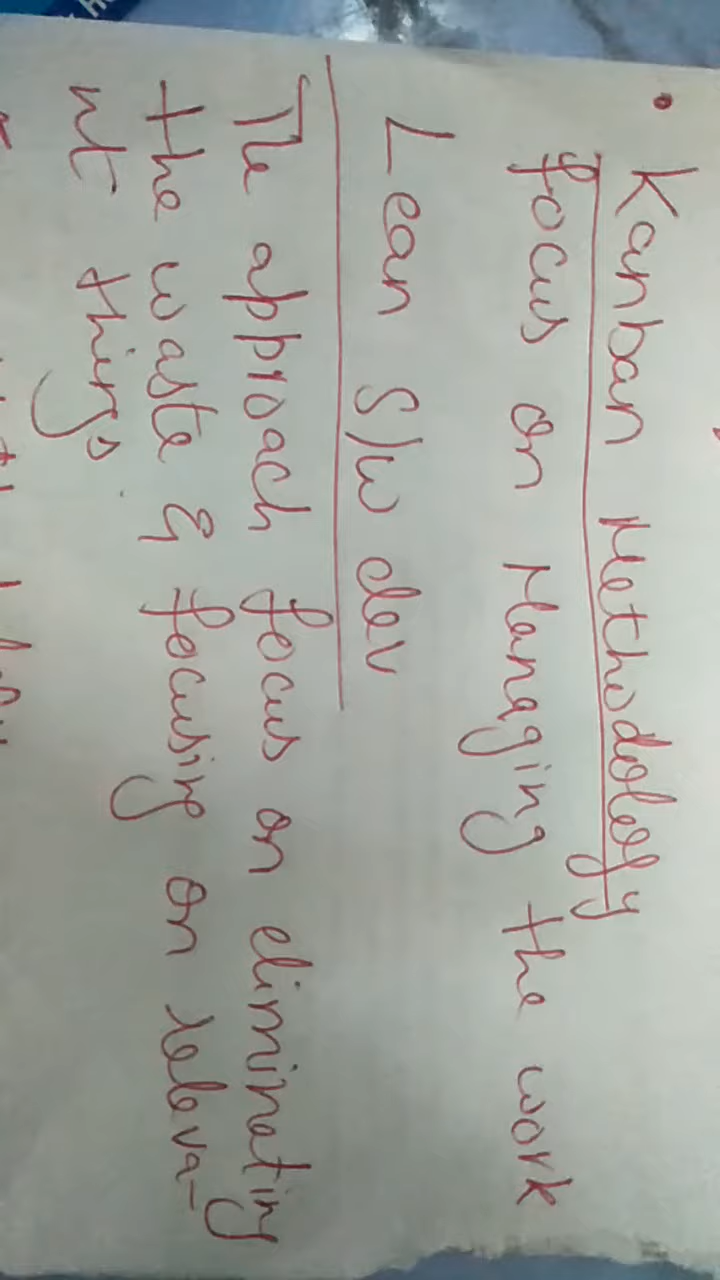 • Kanban Methodology
focus on Managing the work
Lean S/w dev
The approach focus on eliminating
the waste & focusing on releva-
nt things.